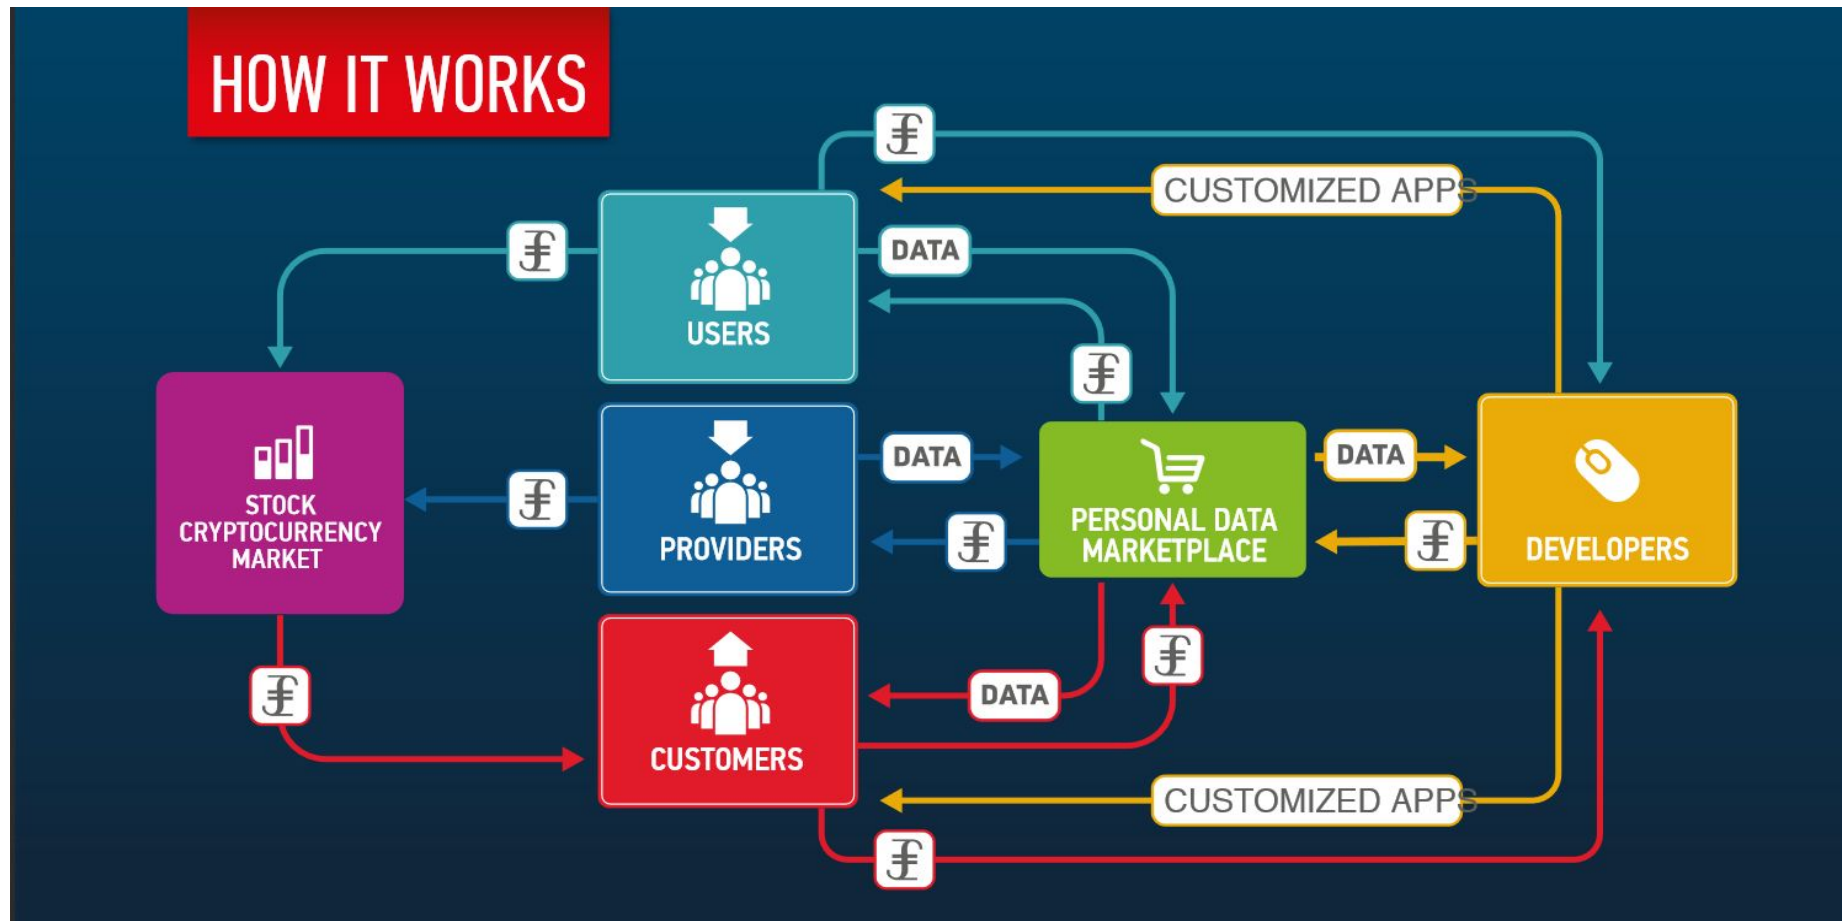 HOW IT WORKS
CUSTOMIZED APPS
DATA
USERS
STOCK
CRYPTOCURRENCY
MARKET
DATA
PROVIDERS
PERSONAL DATA
MARKETPLACE
DATA
DEVELOPERS
DATA
CUSTOMERS
CUSTOMIZED APPS